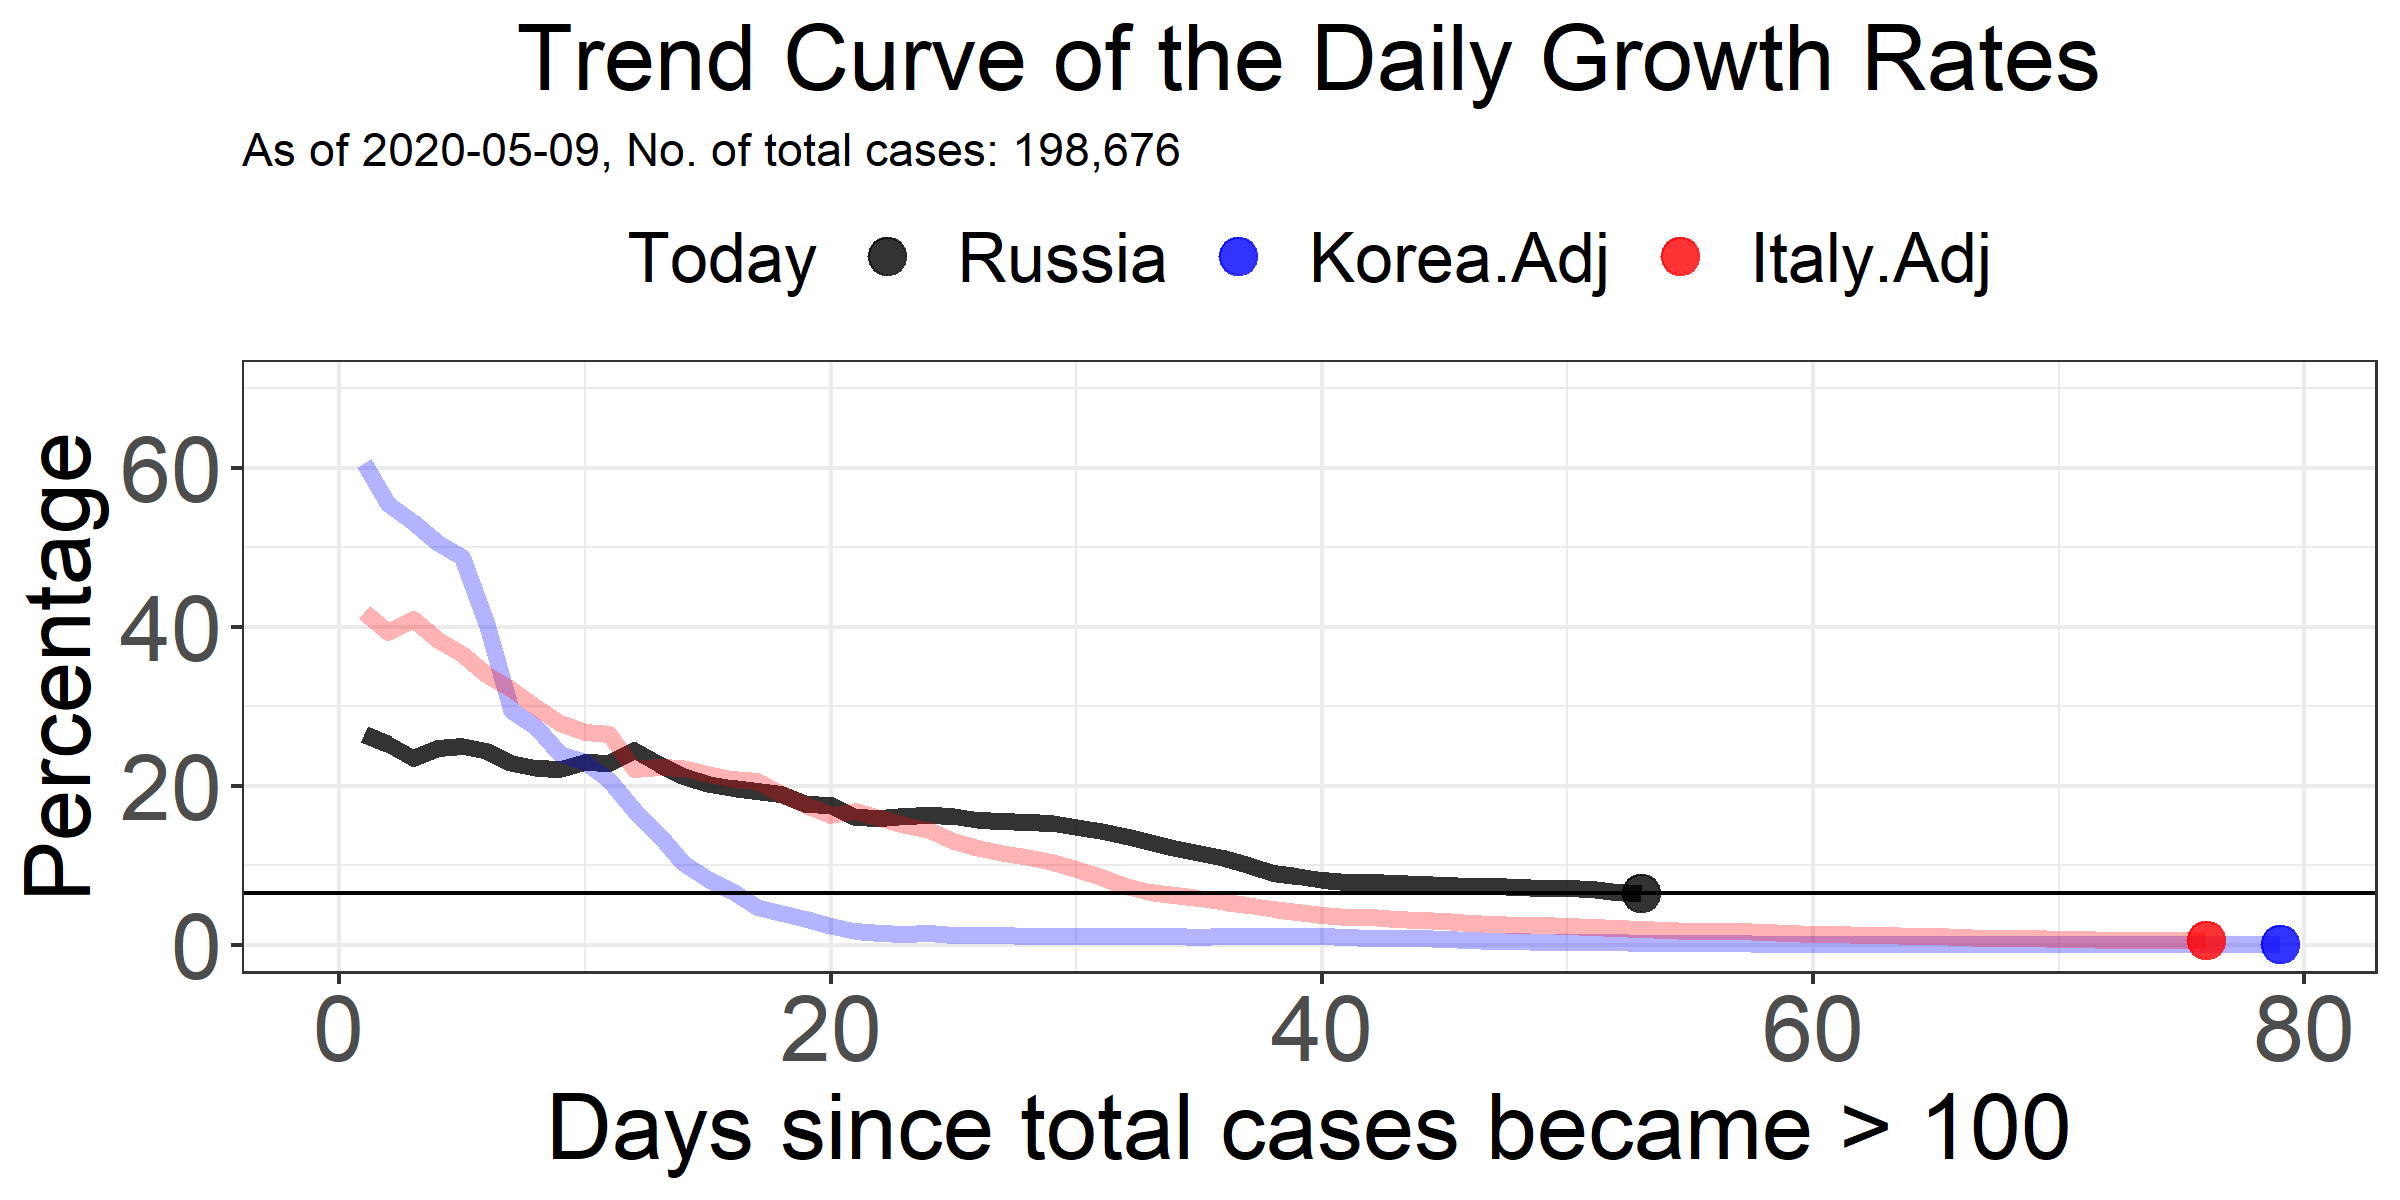 Trend Curve of the Daily Growth Rates
As of 2020-05-09, No. of total cases: 198,676
Today Russia Korea.Adj Italy.Adj
Percentage
60
40
20
0
0 20 40 60 80
Days since total cases became > 100